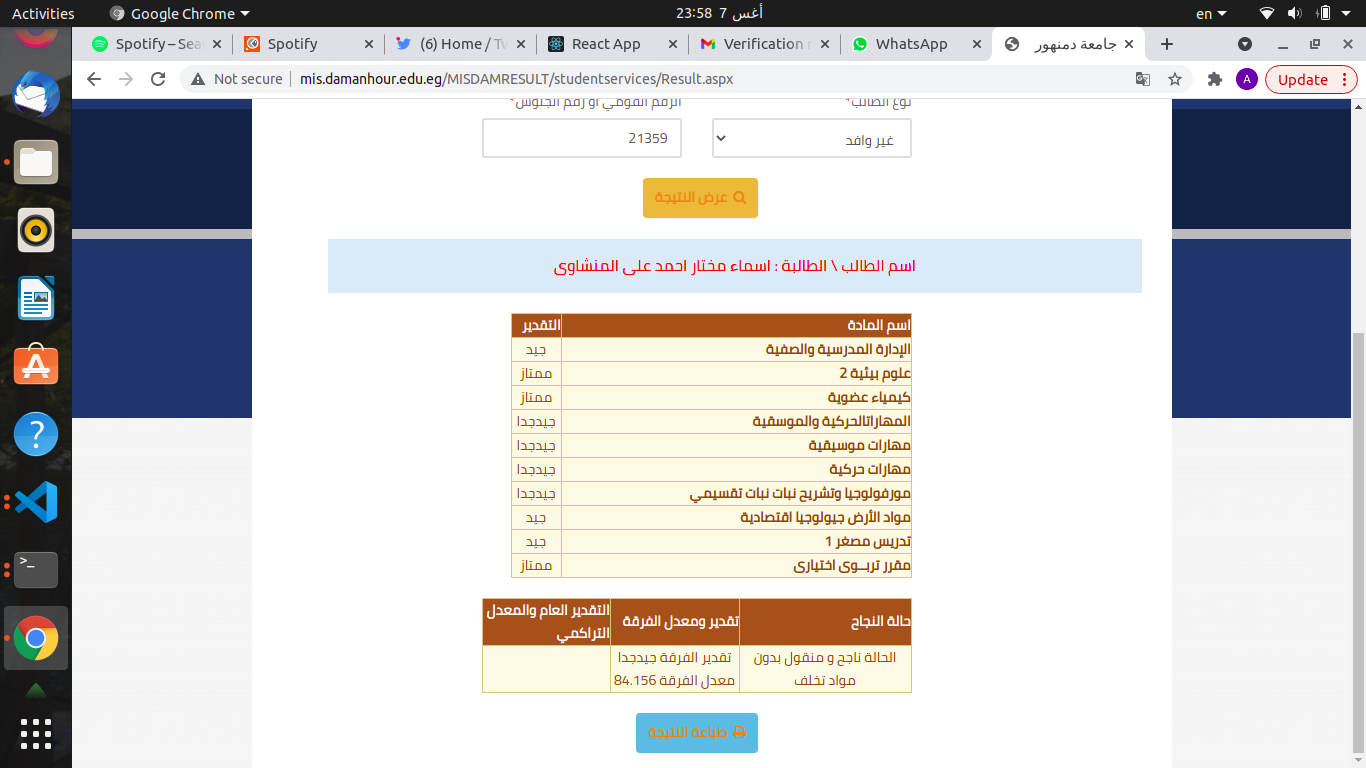 Activities
Google Chrome
أغس 7 23:58
en
Spotify – Sea
Spotify
(6) Home / Tw
React App
Verification
WhatsApp
جامعة دمنهور
Not secure
mis.damanhour.edu.eg/MISDAMRESULT/studentservices/Result.aspx
A
Update
نوع الطالب* الرقم القومي أو رقم الجلوس*
غير وافد 21359
عرض النتيجة
اسم الطالب \ الطالبة : اسماء مختار احمد على المنشاوى
اسم المادة التقدير
الإدارة المدرسية والصفية جيد
علوم بيئية 2 ممتاز
كيمياء عضوية ممتاز
المهاراتالحركية والموسقية جيدجدا
مهارات موسيقية جيدجدا
مهارات حركية جيدجدا
مورفولوجيا وتشريح نبات نبات تقسيمي جيدجدا
مواد الأرض جيولوجيا اقتصادية جيد
تدريس مصغر 1 جيد
مقرر تربــوى اختيارى ممتاز
حالة النجاح تقدير ومعدل الفرقة التقدير العام والمعدل
التراكمي
الحالة ناجح و منقول بدون تقدير الفرقة جيدجدا
مواد تخلف معدل الفرقة 84.156
طباعة النتيجة